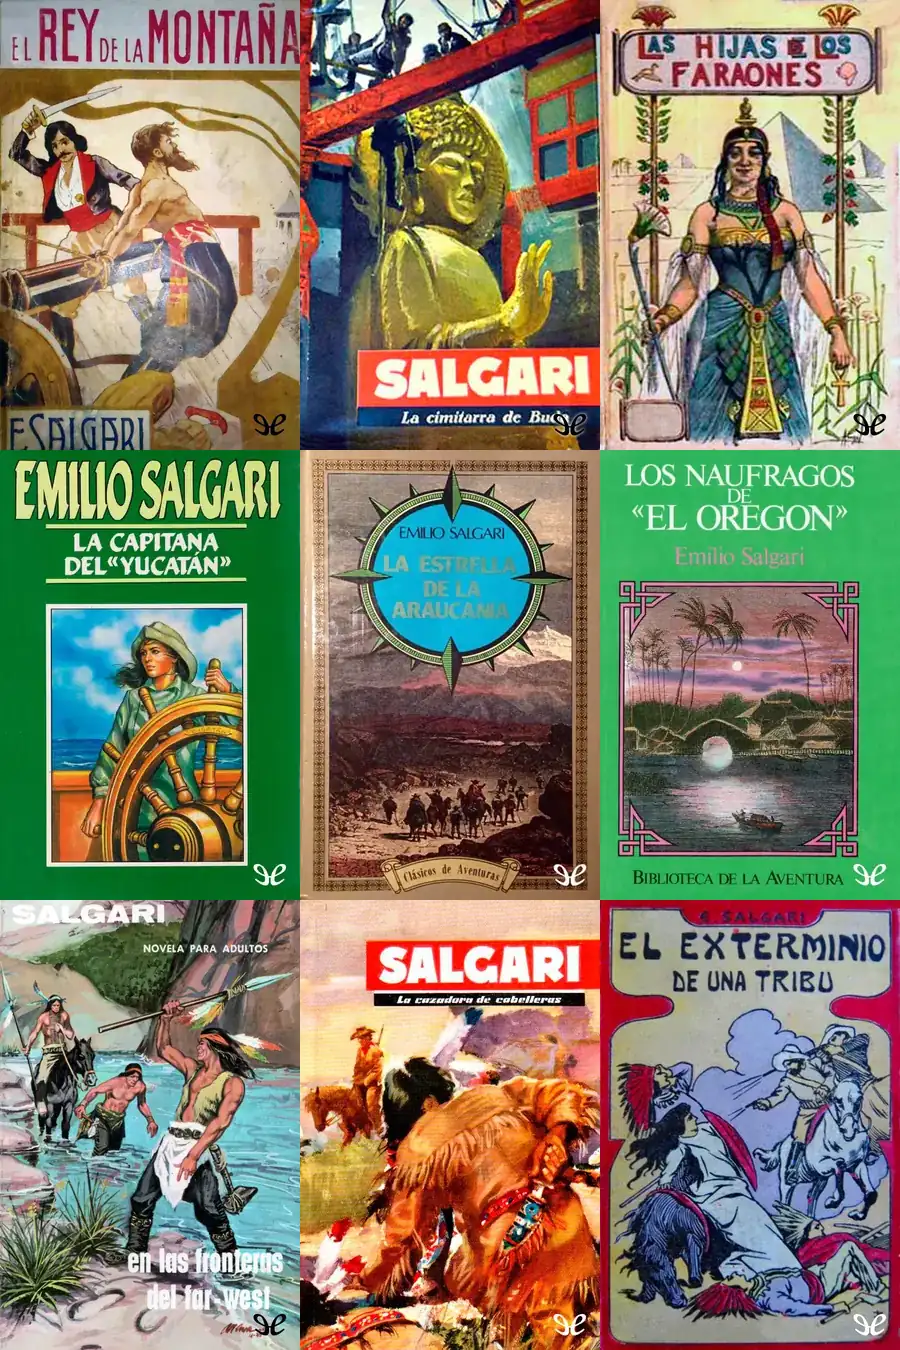 EL REY DE LA MONTAÑA
E SALGARI
SALGARI
La cimitarra de Buda
LAS HIJAS DE LOS
FARAONES
EMILIO SALGARI
LA CAPITANA
DEL «YUCATÁN»
EMILIO SALGARI
LA ESTRELLA
DE LA
ARAUCANIA
Clásicos de Aventuras
LOS NAUFRAGOS
DE
«EL OREGON»
Emilio Salgari
BIBLIOTECA DE LA AVENTURA
SALGARI
NOVELA PARA ADULTOS
en las fronteras
del far-west
SALGARI
La cazadora de cabelleras
SALGARI
EL EXTERMINIO
DE UNA TRIBU